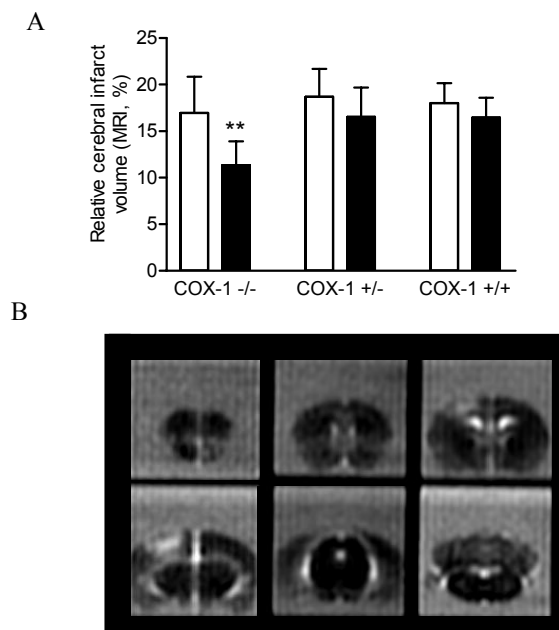 A
Relative cerebral infarct
volume (MRI, %)
25
20
15
10
5
0
**
COX-1 -/-
COX-1 +/-
COX-1 +/+
B